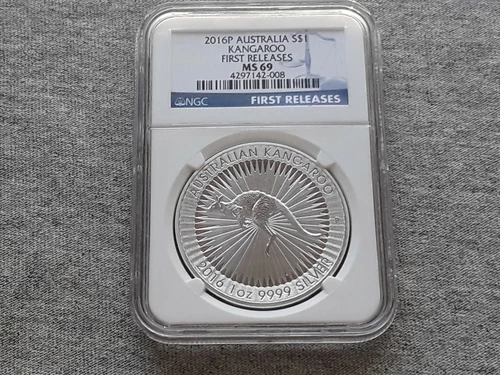 2016P AUSTRALIA S$1
KANGAROO
FIRST RELEASES
MS 69
4297142-008
NGC
FIRST RELEASES
AUSTRALIAN KANGAROO
2016 1oz 9999 SILVER